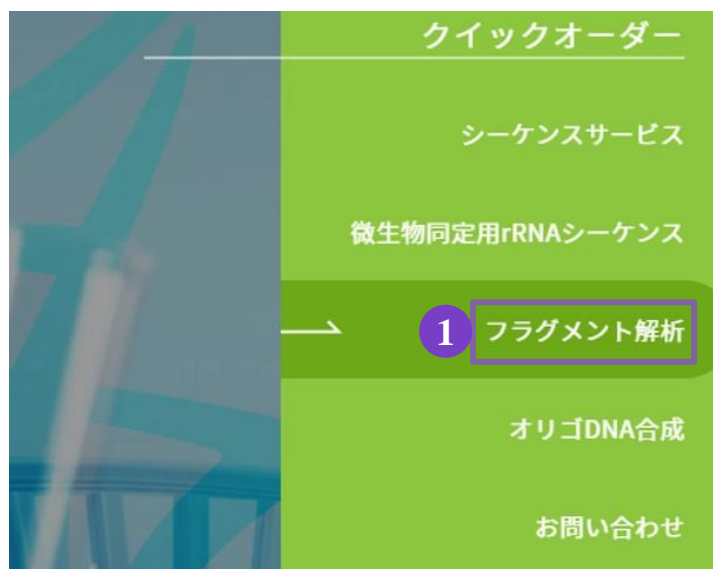 クイックオーダー
シーケンスサービス
微生物同定用rRNAシーケンス
1 フラグメント解析
オリゴDNA合成
お問い合わせ